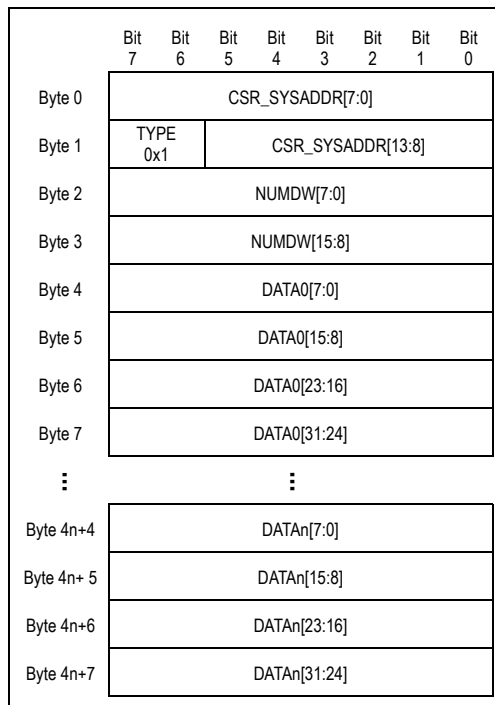 Bit Bit Bit Bit Bit Bit Bit Bit
7 6 5 4 3 2 1 0
Byte 0 CSR_SYSADDR[7:0]
Byte 1 TYPE 0x1 CSR_SYSADDR[13:8]
Byte 2 NUMDW[7:0]
Byte 3 NUMDW[15:8]
Byte 4 DATA0[7:0]
Byte 5 DATA0[15:8]
Byte 6 DATA0[23:16]
Byte 7 DATA0[31:24]
Byte 4n+4 DATAn[7:0]
Byte 4n+ 5 DATAn[15:8]
Byte 4n+6 DATAn[23:16]
Byte 4n+7 DATAn[31:24]